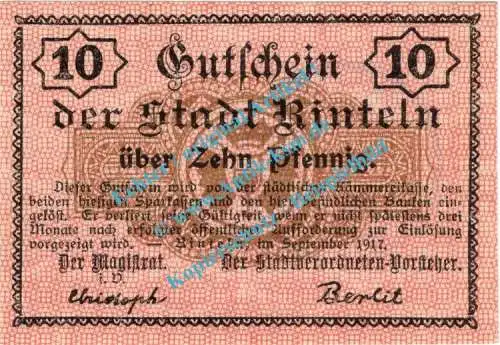 10 Gutschein 10
der Stadt Rinteln
über Zehn Pfennig.
Dieser Gutschein wird von der städtischen Kämmereikasse, den
beiden hiesigen Sparkassen und den hier befindlichen Banken ein-
gelöst. Er verliert seine Gültigkeit, wenn er nicht spätestens drei
Monate nach erfolgter öffentlicher Aufforderung zur Einlösung
vorgezeigt wird. Rinteln, im September 1917.
Der Magistrat. Der Stadtverordneten-Vorsteher.
i. V.
Christoph Berlit